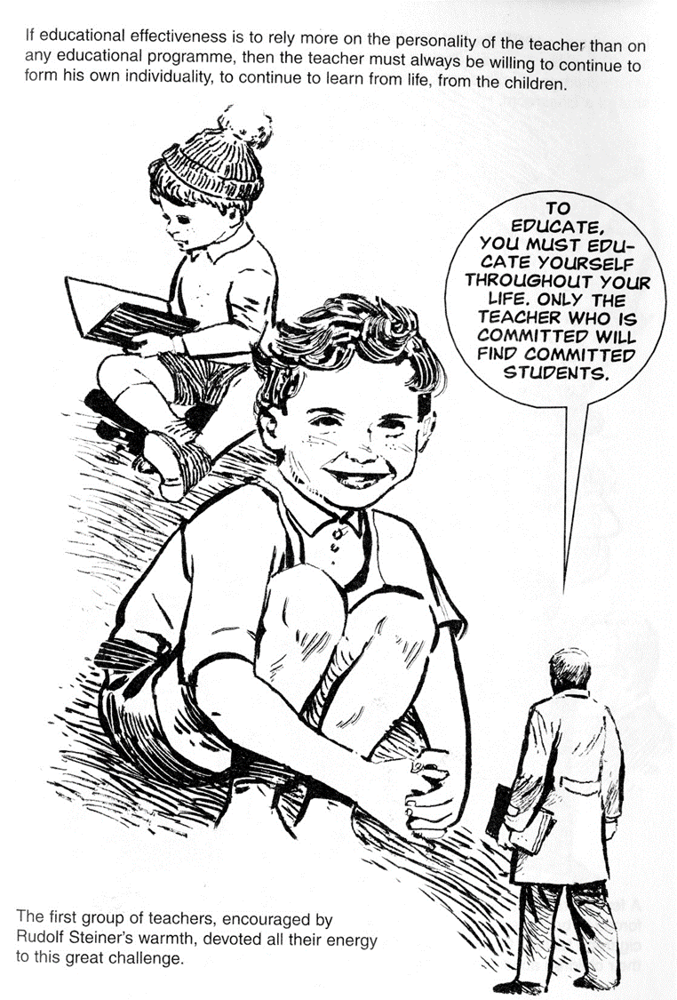 If educational effectiveness is to rely more on the personality of the teacher than on
any educational programme, then the teacher must always be willing to continue to
form his own individuality, to continue to learn from life, from the children.
TO
EDUCATE,
YOU MUST EDU-
CATE YOURSELF
THROUGHOUT YOUR
LIFE. ONLY THE
TEACHER WHO IS
COMMITTED WILL
FIND COMMITTED
STUDENTS.
The first group of teachers, encouraged by
Rudolf Steiner's warmth, devoted all their energy
to this great challenge.